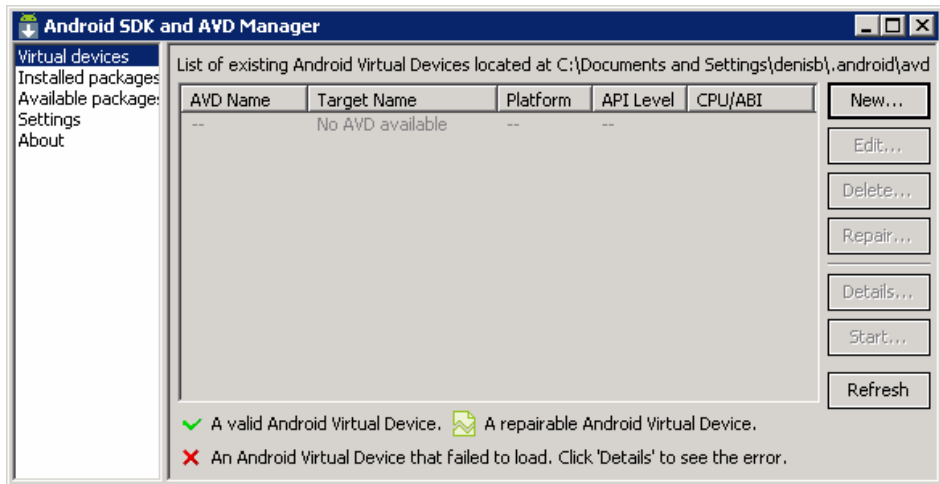 Android SDK and AVD Manager
Virtual devices
Installed packages
Available package:
Settings
About
List of existing Android Virtual Devices located at C:\Documents and Settings\denisb\.android\avd
AVD Name Target Name Platform API Level CPU/ABI
-- No AVD available -- --
New...
Edit...
Delete...
Repair...
Details...
Start...
Refresh
A valid Android Virtual Device. A repairable Android Virtual Device.
An Android Virtual Device that failed to load. Click 'Details' to see the error.